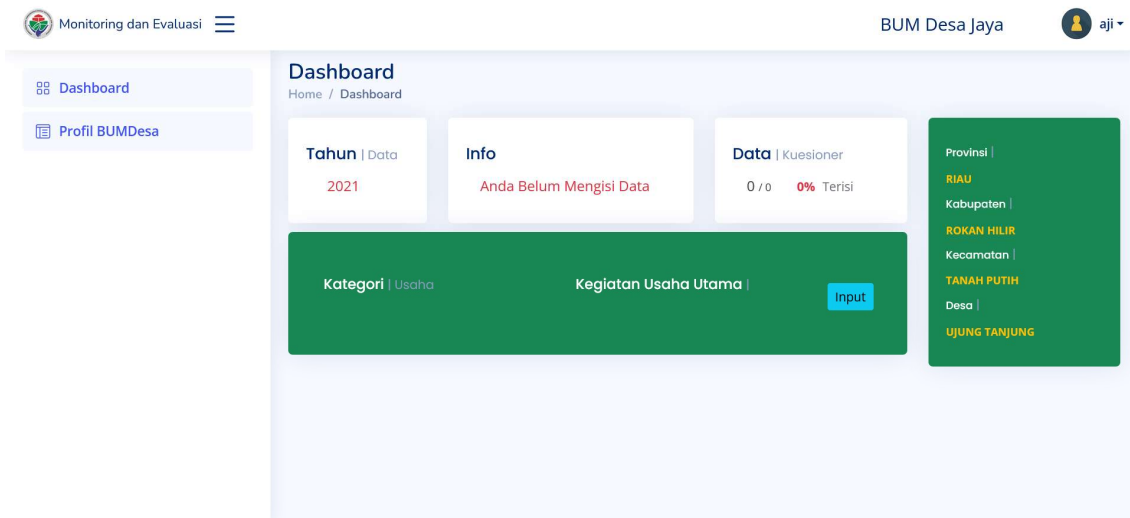 Monitoring dan Evaluasi
BUM Desa Jaya
aji
Dashboard
Profil BUMDesa
Dashboard
Home / Dashboard
Tahun | Data
2021
Info
Anda Belum Mengisi Data
Data | Kuesioner
0 / 0 0% Terisi
Kategori | Usaha
Kegiatan Usaha Utama |
Input
Provinsi |
RIAU
Kabupaten |
ROKAN HILIR
Kecamatan |
TANAH PUTIH
Desa |
UJUNG TANJUNG